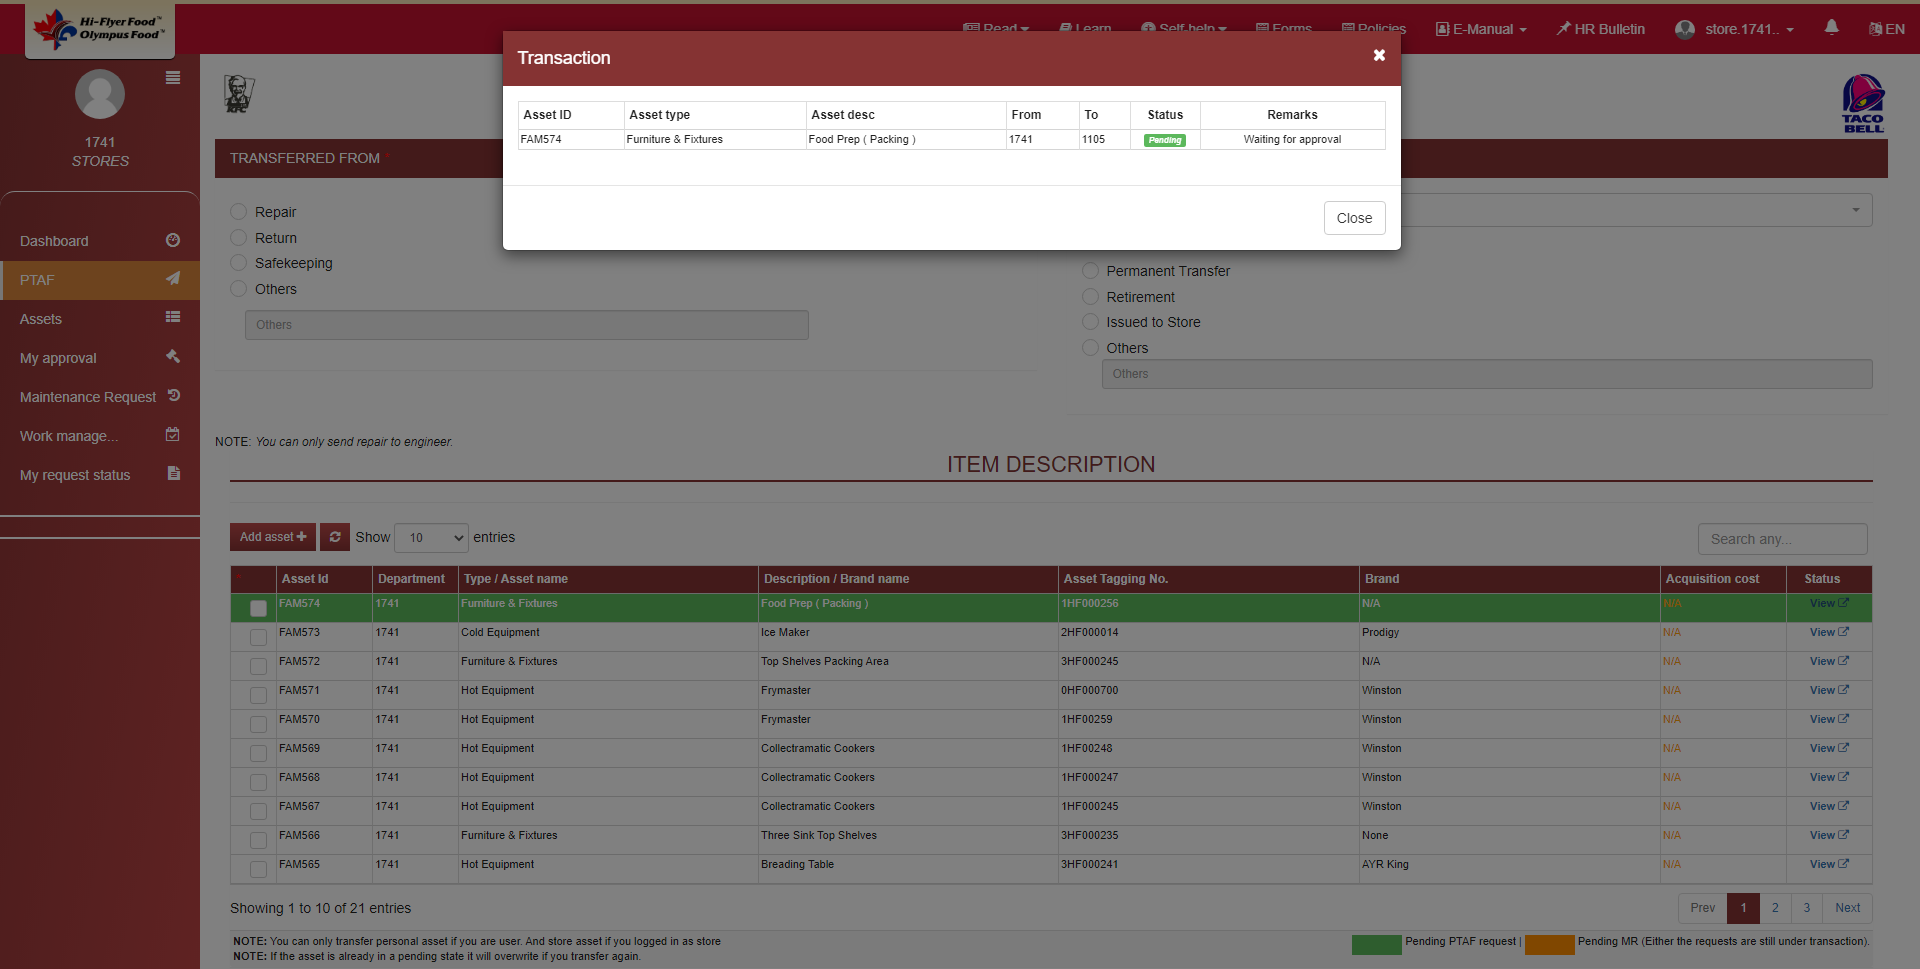 Hi-Flyer Food™
Olympus Food™
Read
Learn
Self-help
Forms
Policies
E-Manual
HR Bulletin
store.1741..
EN
1741
STORES
Dashboard
PTAF
Assets
My approval
Maintenance Request
Work manage...
My request status
Transaction
Asset ID Asset type Asset desc From To Status Remarks
FAM574 Furniture & Fixtures Food Prep ( Packing ) 1741 1105 Pending Waiting for approval
Close
KFC
TACO
BELL
TRANSFERRED FROM *
Repair
Return
Safekeeping
Others
Others
Permanent Transfer
Retirement
Issued to Store
Others
Others
NOTE: You can only send repair to engineer.
ITEM DESCRIPTION
Add asset Show 10 entries
Search any...
Asset Id Department Type / Asset name Description / Brand name Asset Tagging No. Brand Acquisition cost Status
FAM574 1741 Furniture & Fixtures Food Prep ( Packing ) 1HF000256 N/A N/A View
FAM573 1741 Cold Equipment Ice Maker 2HF000014 Prodigy N/A View
FAM572 1741 Furniture & Fixtures Top Shelves Packing Area 3HF000245 N/A N/A View
FAM571 1741 Hot Equipment Frymaster 0HF000700 Winston N/A View
FAM570 1741 Hot Equipment Frymaster 1HF00259 Winston N/A View
FAM569 1741 Hot Equipment Collectramatic Cookers 1HF00248 Winston N/A View
FAM568 1741 Hot Equipment Collectramatic Cookers 1HF000247 Winston N/A View
FAM567 1741 Hot Equipment Collectramatic Cookers 1HF000245 Winston N/A View
FAM566 1741 Furniture & Fixtures Three Sink Top Shelves 3HF000235 None N/A View
FAM565 1741 Hot Equipment Breading Table 3HF000241 AYR King N/A View
Showing 1 to 10 of 21 entries
Prev 1 2 3 Next
NOTE: You can only transfer personal asset if you are user. And store asset if you logged in as store
NOTE: If the asset is already in a pending state it will overwrite if you transfer again.
Pending PTAF request | Pending MR (Either the requests are still under transaction).